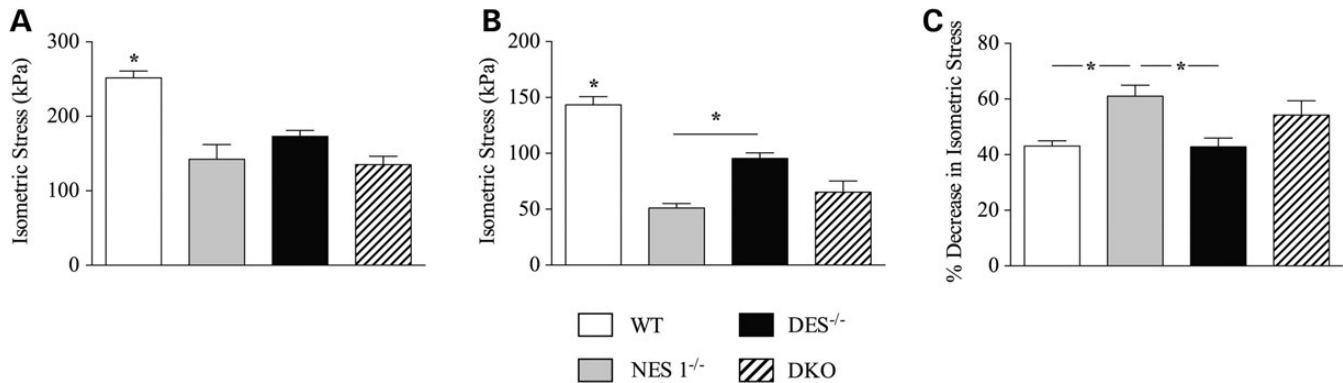 A
Isometric Stress (kPa)
300
200
100
0
*
B
Isometric Stress (kPa)
200
150
100
50
0
*
*
C
% Decrease in Isometric Stress
80
60
40
20
0
*
*
WT
DES-/-
NES 1-/-
DKO